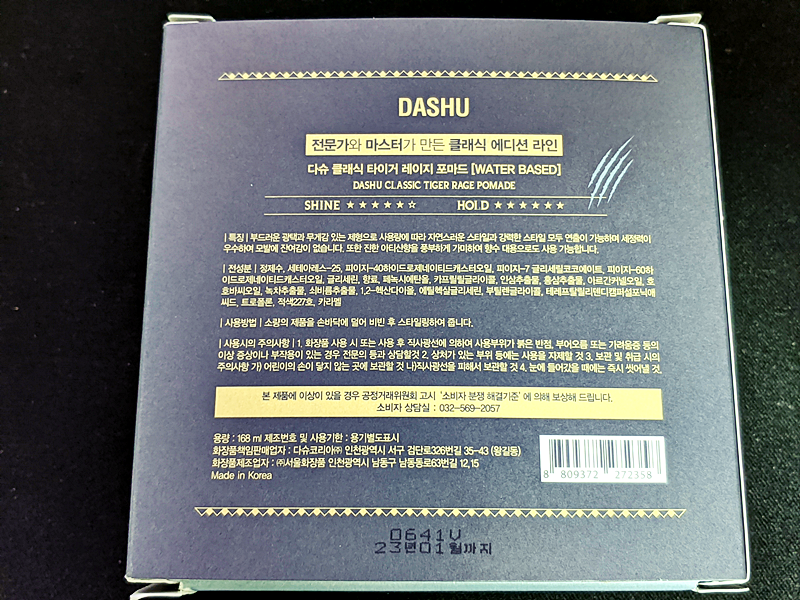 DASHU
전문가와 마스터가 만든 클래식 에디션 라인
다슈 클래식 타이거 레이지 포마드 [WATER BASED]
DASHU CLASSIC TIGER RAGE POMADE
SHINE ★★★★★☆ HOLD ★★★★★★
| 특징 | 부드러운 광택과 무게감 있는 제형으로 사용량에 따라 자연스러운 스타일과 강력한 스타일 모두 연출이 가능하며 세정력이
우수하여 모발에 잔여감이 없습니다. 또한 진한 머스크향을 풍부하게 가미하여 향수 대용으로도 사용 가능합니다.
| 전성분 | 정제수, 세테아레스-25, 피이지-40하이드로제네이티드캐스터오일, 피이지-7 글리세릴코코에이트, 피이지-60하
이드로제네이티드캐스터오일, 글리세린, 향료, 페녹시에탄올, 카프릴릴글라이콜, 인삼추출물, 홍삼추출물, 아르간커넬오일, 호
호바씨오일, 녹차추출물, 쇠비름추출물, 1,2-헥산다이올, 에틸헥실글리세린, 부틸렌글라이콜, 테레프탈릴리덴디캠퍼설포닉애
씨드, 트로폴론, 적색227호, 카라멜
| 사용방법 | 소량의 제품을 손바닥에 덜어 비빈 후 스타일링하여 줍니다.
| 사용시의 주의사항 | 1. 화장품 사용 시 또는 사용 후 직사광선에 의하여 사용부위가 붉은 반점, 부어오름 또는 가려움증 등의
이상 증상이나 부작용이 있는 경우 전문의 등과 상담할것 2. 상처가 있는 부위 등에는 사용을 자제할 것 3. 보관 및 취급 시의
주의사항 가) 어린이의 손이 닿지 않는 곳에 보관할 것 나)직사광선을 피해서 보관할 것 4. 눈에 들어갔을 때에는 즉시 씻어낼 것.
본 제품에 이상이 있을 경우 공정거래위원회 고시 '소비자 분쟁 해결기준' 에 의해 보상해 드립니다.
소비자 상담실 : 032-569-2057
용량 : 168 ml 제조번호 및 사용기한 : 용기별도표시
화장품책임판매업자 : 다슈코리아㈜ 인천광역시 서구 검단로326번길 35-43 (왕길동)
화장품제조업자 : ㈜서울화장품 인천광역시 남동구 남동동로63번길 12,15
Made in Korea
8 809372 272358
0641V
23년01월까지